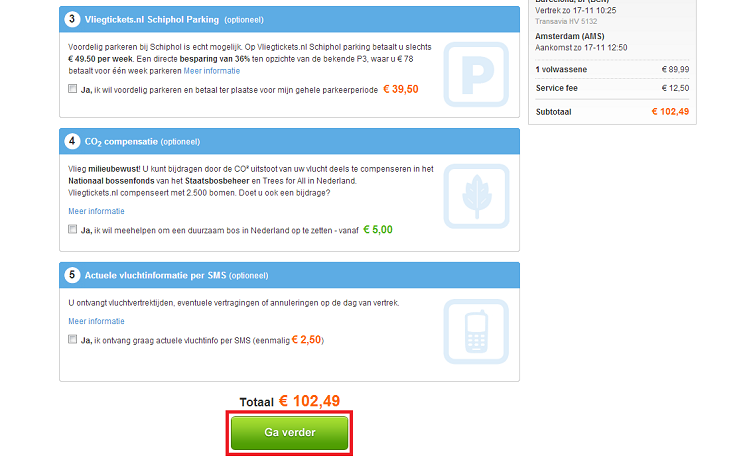 3 Vliegtickets.nl Schiphol Parking (optioneel)
Voordelig parkeren bij Schiphol is echt mogelijk. Op Vliegtickets.nl Schiphol parking betaalt u slechts
€ 49.50 per week. Een directe besparing van 36% ten opzichte van de bekende P3, waar u € 78
betaalt voor één week parkeren Meer informatie
Ja, ik wil voordelig parkeren en betaal ter plaatse voor mijn gehele parkeerperiode € 39,50
P
4 CO2 compensatie (optioneel)
Vlieg milieubewust! U kunt bijdragen door de CO² uitstoot van uw vlucht deels te compenseren in het
Nationaal bossenfonds van het Staatsbosbeheer en Trees for All in Nederland.
Vliegtickets.nl compenseert met 2.500 bomen. Doet u ook een bijdrage?
Meer informatie
Ja, ik wil meehelpen om een duurzaam bos in Nederland op te zetten - vanaf € 5,00
5 Actuele vluchtinformatie per SMS (optioneel)
U ontvangt vluchtvertrektijden, eventuele vertragingen of annuleringen op de dag van vertrek.
Meer informatie
Ja, ik ontvang graag actuele vluchtinfo per SMS (eenmalig € 2,50)
Totaal € 102,49
Ga verder
Barcelona, El (BCN)
Vertrek zo 17-11 10:25
Transavia HV 5132
Amsterdam (AMS)
Aankomst zo 17-11 12:50
1 volwassene € 89,99
Service fee € 12,50
Subtotaal € 102,49